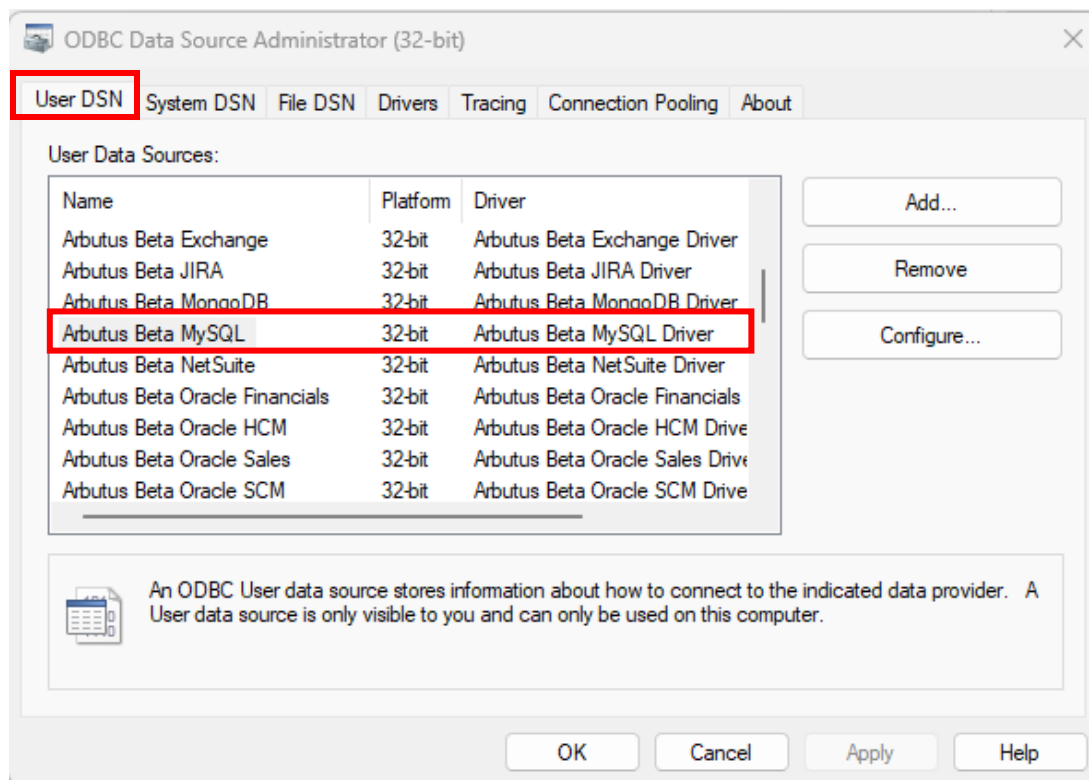 ODBC Data Source Administrator (32-bit)
User DSN System DSN File DSN Drivers Tracing Connection Pooling About
User Data Sources:
Name Platform Driver
Arbutus Beta Exchange 32-bit Arbutus Beta Exchange Driver
Arbutus Beta JIRA 32-bit Arbutus Beta JIRA Driver
Arbutus Beta MongoDB 32-bit Arbutus Beta MongoDB Driver
Arbutus Beta MySQL 32-bit Arbutus Beta MySQL Driver
Arbutus Beta NetSuite 32-bit Arbutus Beta NetSuite Driver
Arbutus Beta Oracle Financials 32-bit Arbutus Beta Oracle Financials
Arbutus Beta Oracle HCM 32-bit Arbutus Beta Oracle HCM Drive
Arbutus Beta Oracle Sales 32-bit Arbutus Beta Oracle Sales Drive
Arbutus Beta Oracle SCM 32-bit Arbutus Beta Oracle SCM Drive
Add...
Remove
Configure...
An ODBC User data source stores information about how to connect to the indicated data provider. A
User data source is only visible to you and can only be used on this computer.
OK Cancel Apply Help